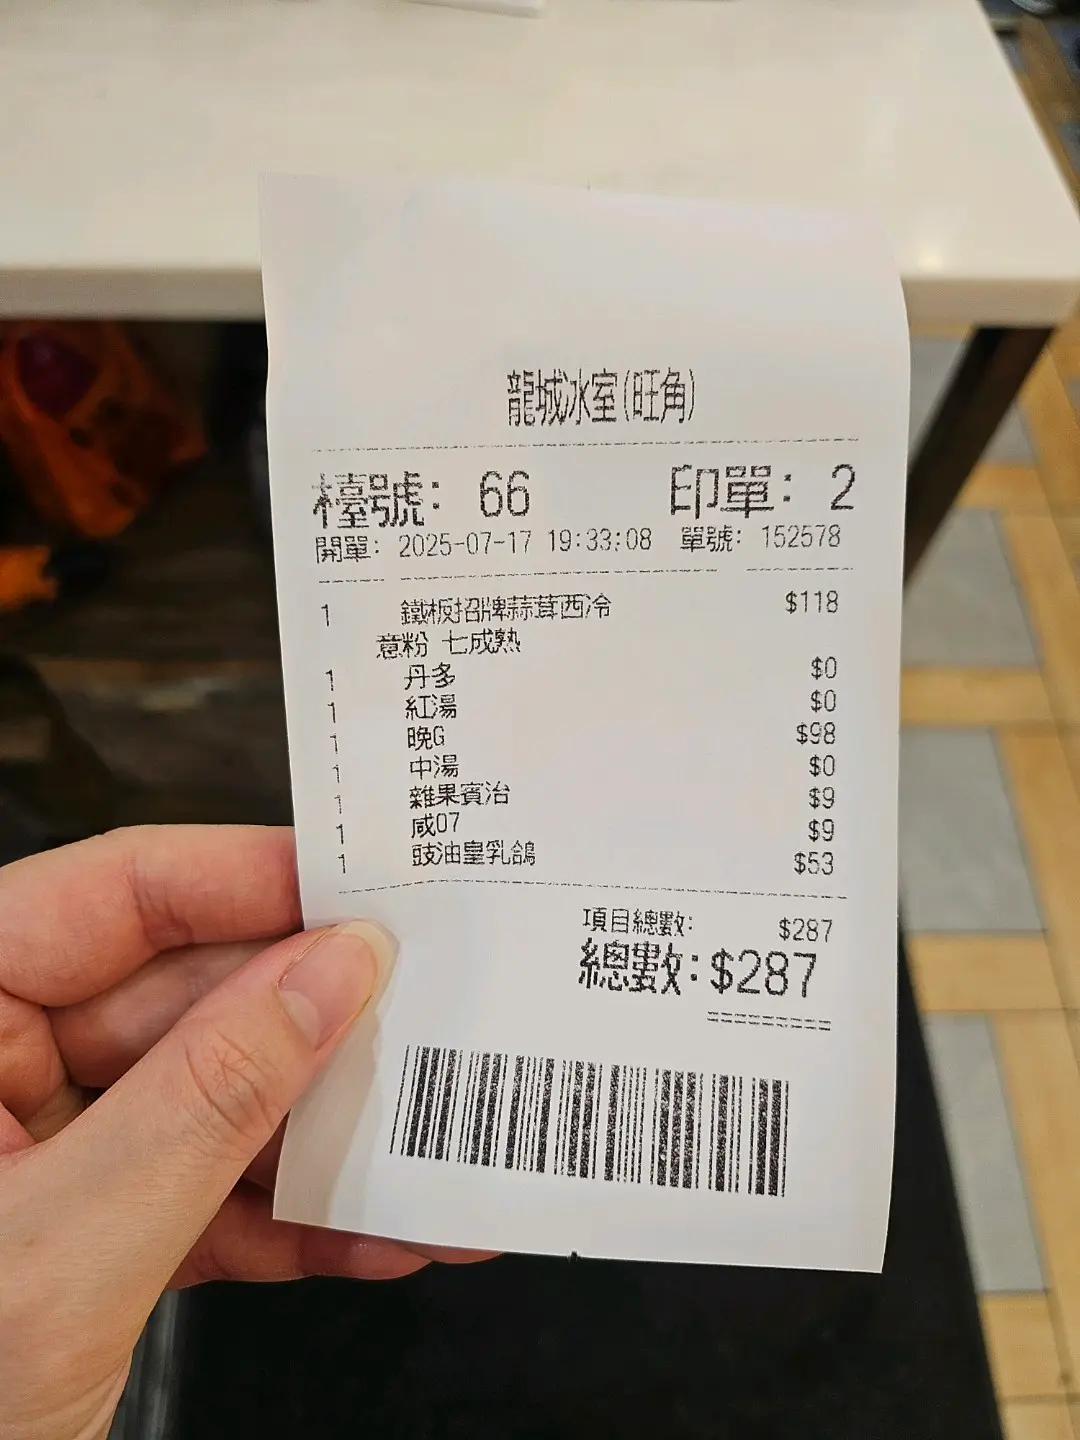 龍城冰室(旺角)
檯號: 66 印單: 2
開單: 2025-07-17 19:33:08 單號: 152578
1 鐵板招牌蒜茸西冷 $118
意粉 七成熟
1 丹多 $0
1 紅湯 $0
1 晚G $98
1 中湯 $0
1 雜果賓治 $9
1 咸07 $9
1 豉油皇乳鴿 $53
項目總數: $287
總數: $287
=========